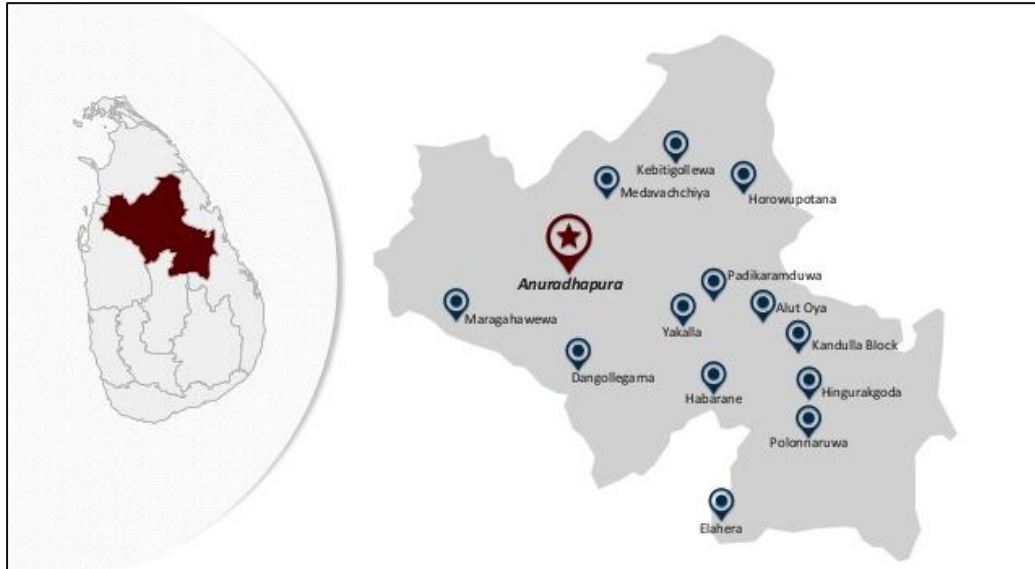 Kebitigollewa
Medavachchiya
Horowupotana
Anuradhapura
Padikaramduwa
Maragahawewa
Alut Oya
Yakalla
Kandulla Block
Dangollegama
Habarane
Hingurakgoda
Polonnaruwa
Elahera